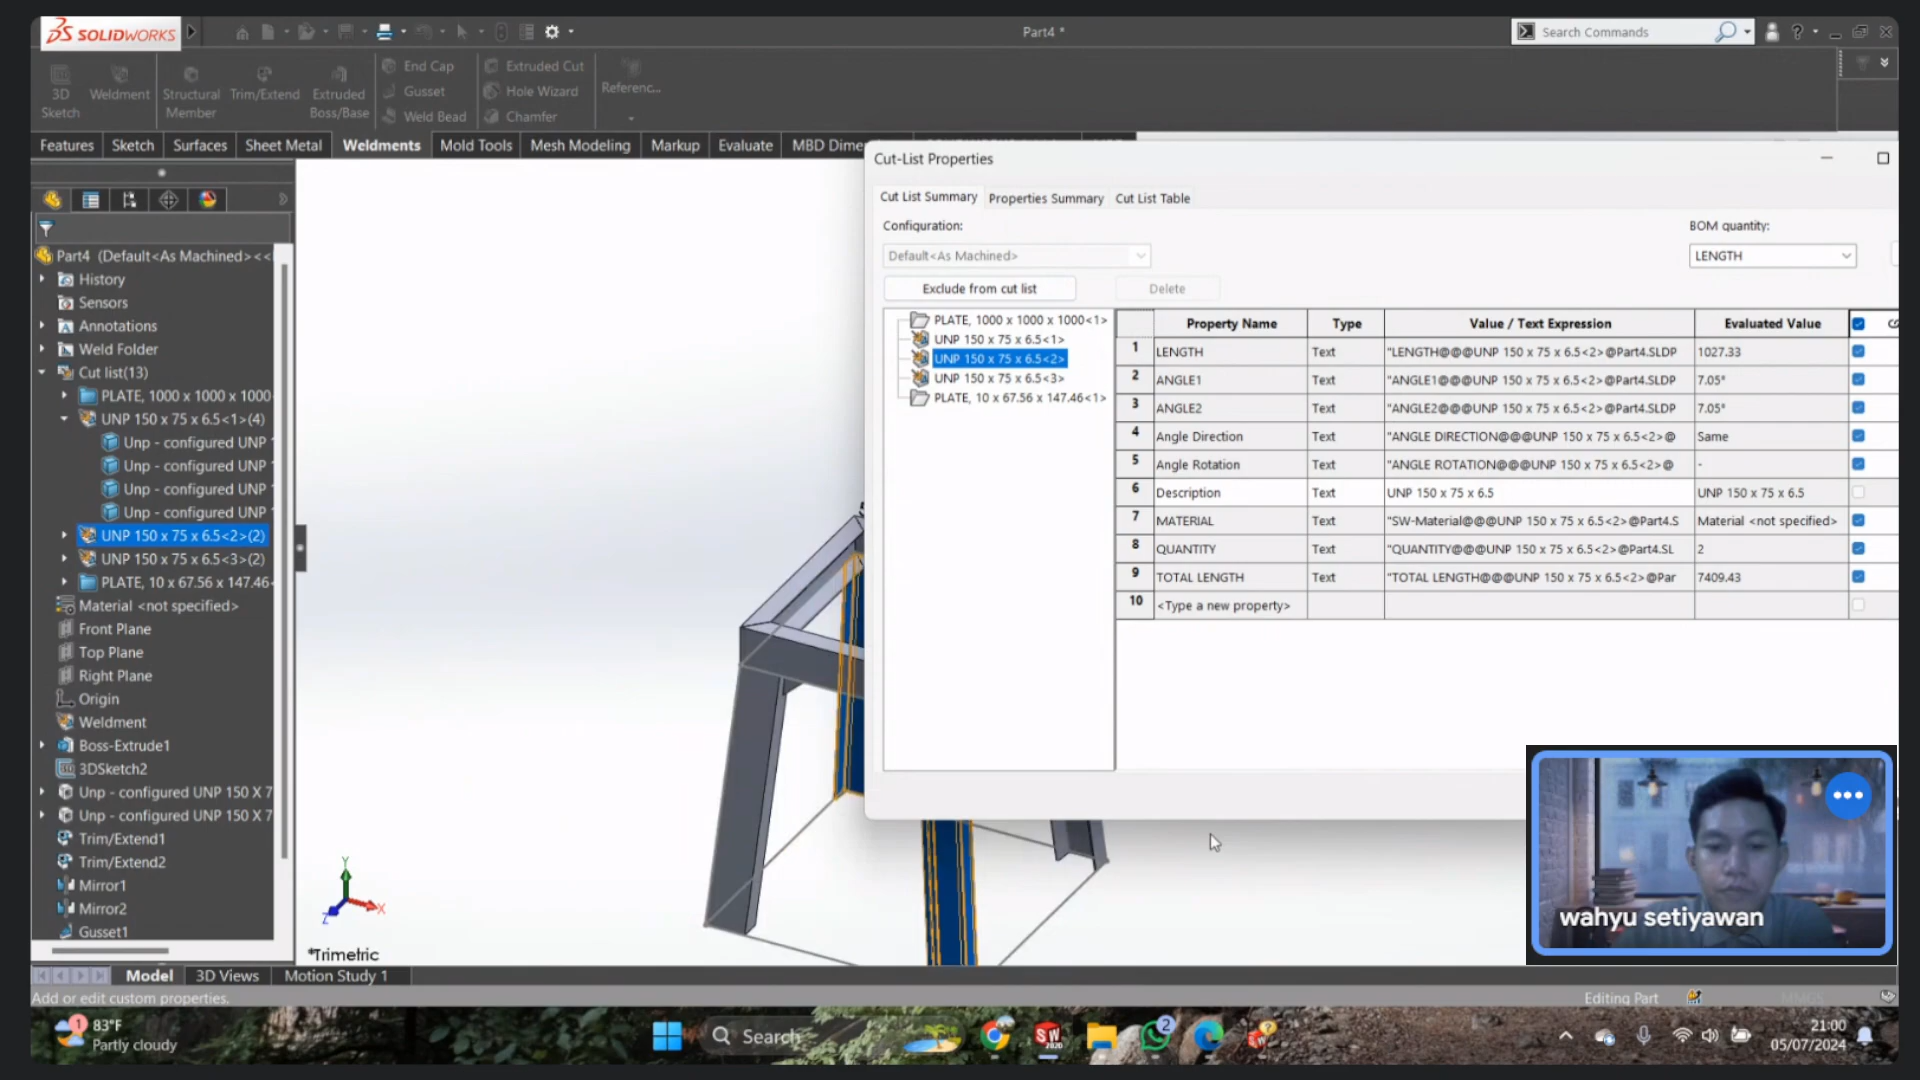 SOLIDWORKS
Part4 *
Search Commands
3D
Sketch
Weldment
Structural
Member
Trim/Extend
Extruded
Boss/Base
End Cap
Gusset
Weld Bead
Extruded Cut
Hole Wizard
Chamfer
Referenc...
Features
Sketch
Surfaces
Sheet Metal
Weldments
Mold Tools
Mesh Modeling
Markup
Evaluate
MBD Dime
Part4 (Default<As Machined><<
History
Sensors
Annotations
Weld Folder
Cut list(13)
PLATE, 1000 x 1000 x 1000
UNP 150 x 75 x 6.5<1>(4)
Unp - configured UNP
Unp - configured UNP
Unp - configured UNP
Unp - configured UNP
UNP 150 x 75 x 6.5<2>(2)
UNP 150 x 75 x 6.5<3>(2)
PLATE, 10 x 67.56 x 147.46
Material <not specified>
Front Plane
Top Plane
Right Plane
Origin
Weldment
Boss-Extrude1
3DSketch2
Unp - configured UNP 150 X 7
Unp - configured UNP 150 X 7
Trim/Extend1
Trim/Extend2
Mirror1
Mirror2
Gusset1
Y
X
Z
*Trimetric
Cut-List Properties
Cut List Summary
Properties Summary
Cut List Table
Configuration:
Default<As Machined>
BOM quantity:
LENGTH
Exclude from cut list
Delete
PLATE, 1000 x 1000 x 1000<1>
UNP 150 x 75 x 6.5<1>
UNP 150 x 75 x 6.5<2>
UNP 150 x 75 x 6.5<3>
PLATE, 10 x 67.56 x 147.46<1>
Property Name Type Value / Text Expression Evaluated Value
1 LENGTH Text "LENGTH@@@UNP 150 x 75 x 6.5<2>@Part4.SLDP 1027.33
2 ANGLE1 Text "ANGLE1@@@UNP 150 x 75 x 6.5<2>@Part4.SLDP 7.05°
3 ANGLE2 Text "ANGLE2@@@UNP 150 x 75 x 6.5<2>@Part4.SLDP 7.05°
4 Angle Direction Text "ANGLE DIRECTION@@@UNP 150 x 75 x 6.5<2>@ Same
5 Angle Rotation Text "ANGLE ROTATION@@@UNP 150 x 75 x 6.5<2>@ -
6 Description Text UNP 150 x 75 x 6.5 UNP 150 x 75 x 6.5
7 MATERIAL Text "SW-Material@@@UNP 150 x 75 x 6.5<2>@Part4.S Material <not specified>
8 QUANTITY Text "QUANTITY@@@UNP 150 x 75 x 6.5<2>@Part4.SL 2
9 TOTAL LENGTH Text "TOTAL LENGTH@@@UNP 150 x 75 x 6.5<2>@Par 7409.43
10 <Type a new property>
wahyu setiyawan
Model
3D Views
Motion Study 1
Add or edit custom properties.
Editing Part
MMGS
1
83°F
Partly cloudy
Search
SW
2020
2
21:00
05/07/2024